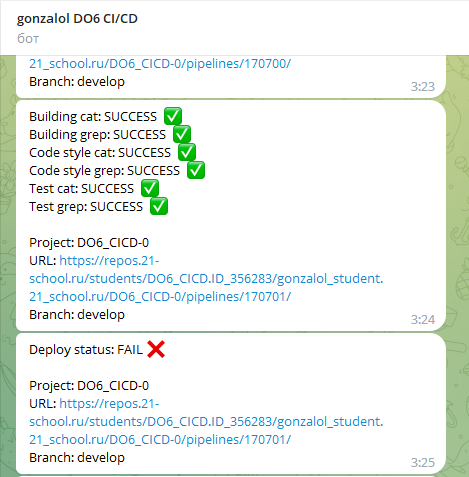 gonzalol DO6 CI/CD
бот
21_school.ru/DO6_CICD-0/pipelines/170700/
Branch: develop
3:23
Building cat: SUCCESS ✅
Building grep: SUCCESS ✅
Code style cat: SUCCESS ✅
Code style grep: SUCCESS ✅
Test cat: SUCCESS ✅
Test grep: SUCCESS ✅
Project: DO6_CICD-0
URL: https://repos.21-
school.ru/students/DO6_CICD.ID_356283/gonzalol_student.
21_school.ru/DO6_CICD-0/pipelines/170701/
Branch: develop
3:24
Deploy status: FAIL ❌
Project: DO6_CICD-0
URL: https://repos.21-
school.ru/students/DO6_CICD.ID_356283/gonzalol_student.
21_school.ru/DO6_CICD-0/pipelines/170701/
Branch: develop
3:25